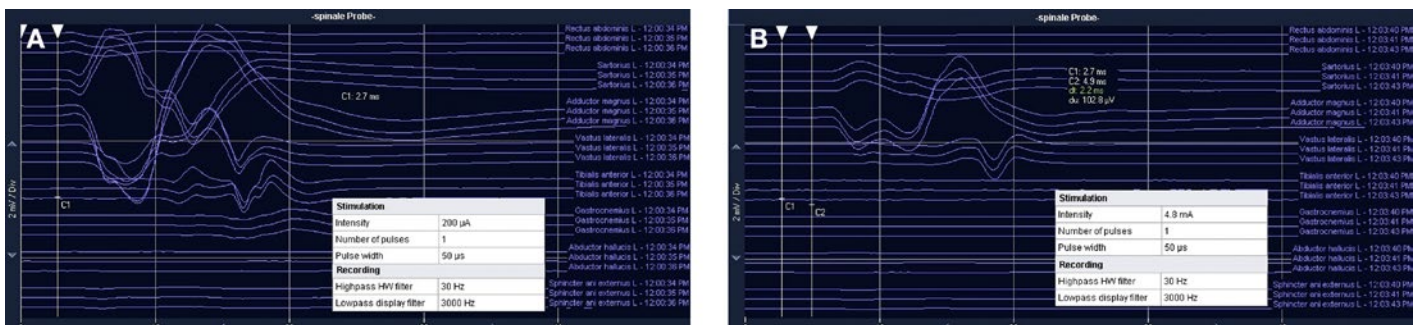 -spinale Probe-
A
Rectus abdominis L - 12:00:34 PM
Rectus abdominis L - 12:00:35 PM
Rectus abdominis L - 12:00:36 PM
Sartorius L - 12:00:34 PM
Sartorius L - 12:00:35 PM
Sartorius L - 12:00:36 PM
C1: 2.7 ms
Adductor magnus L - 12:00:34 PM
Adductor magnus L - 12:00:35 PM
Adductor magnus L - 12:00:36 PM
Vastus lateralis L - 12:00:34 PM
Vastus lateralis L - 12:00:35 PM
Vastus lateralis L - 12:00:36 PM
Tibialis anterior L - 12:00:34 PM
Tibialis anterior L - 12:00:35 PM
Tibialis anterior L - 12:00:36 PM
2 mV / Div
C1
Gastrocnemius L - 12:00:34 PM
Gastrocnemius L - 12:00:35 PM
Gastrocnemius L - 12:00:36 PM
Abductor hallucis L - 12:00:34 PM
Abductor hallucis L - 12:00:35 PM
Abductor hallucis L - 12:00:36 PM
Sphincter ani externus L - 12:00:34 PM
Sphincter ani externus L - 12:00:35 PM
Sphincter ani externus L - 12:00:36 PM
Stimulation
Intensity 200 µA
Number of pulses 1
Pulse width 50 µs
Recording
Highpass HW filter 30 Hz
Lowpass display filter 3000 Hz
-spinale Probe-
B
Rectus abdominis L - 12:03:40 PM
Rectus abdominis L - 12:03:41 PM
Rectus abdominis L - 12:03:43 PM
Sartorius L - 12:03:40 PM
Sartorius L - 12:03:41 PM
Sartorius L - 12:03:43 PM
C1: 2.7 ms
C2: 4.9 ms
dt: 2.2 ms
du: 102.8 µV
Adductor magnus L - 12:03:40 PM
Adductor magnus L - 12:03:41 PM
Adductor magnus L - 12:03:43 PM
Vastus lateralis L - 12:03:40 PM
Vastus lateralis L - 12:03:41 PM
Vastus lateralis L - 12:03:43 PM
Tibialis anterior L - 12:03:40 PM
Tibialis anterior L - 12:03:41 PM
Tibialis anterior L - 12:03:43 PM
2 mV / Div
C1
C2
Gastrocnemius L - 12:03:40 PM
Gastrocnemius L - 12:03:41 PM
Gastrocnemius L - 12:03:43 PM
Abductor hallucis L - 12:03:40 PM
Abductor hallucis L - 12:03:41 PM
Abductor hallucis L - 12:03:43 PM
Sphincter ani externus L - 12:03:40 PM
Sphincter ani externus L - 12:03:41 PM
Sphincter ani externus L - 12:03:43 PM
Stimulation
Intensity 4.8 mA
Number of pulses 1
Pulse width 50 µs
Recording
Highpass HW filter 30 Hz
Lowpass display filter 3000 Hz